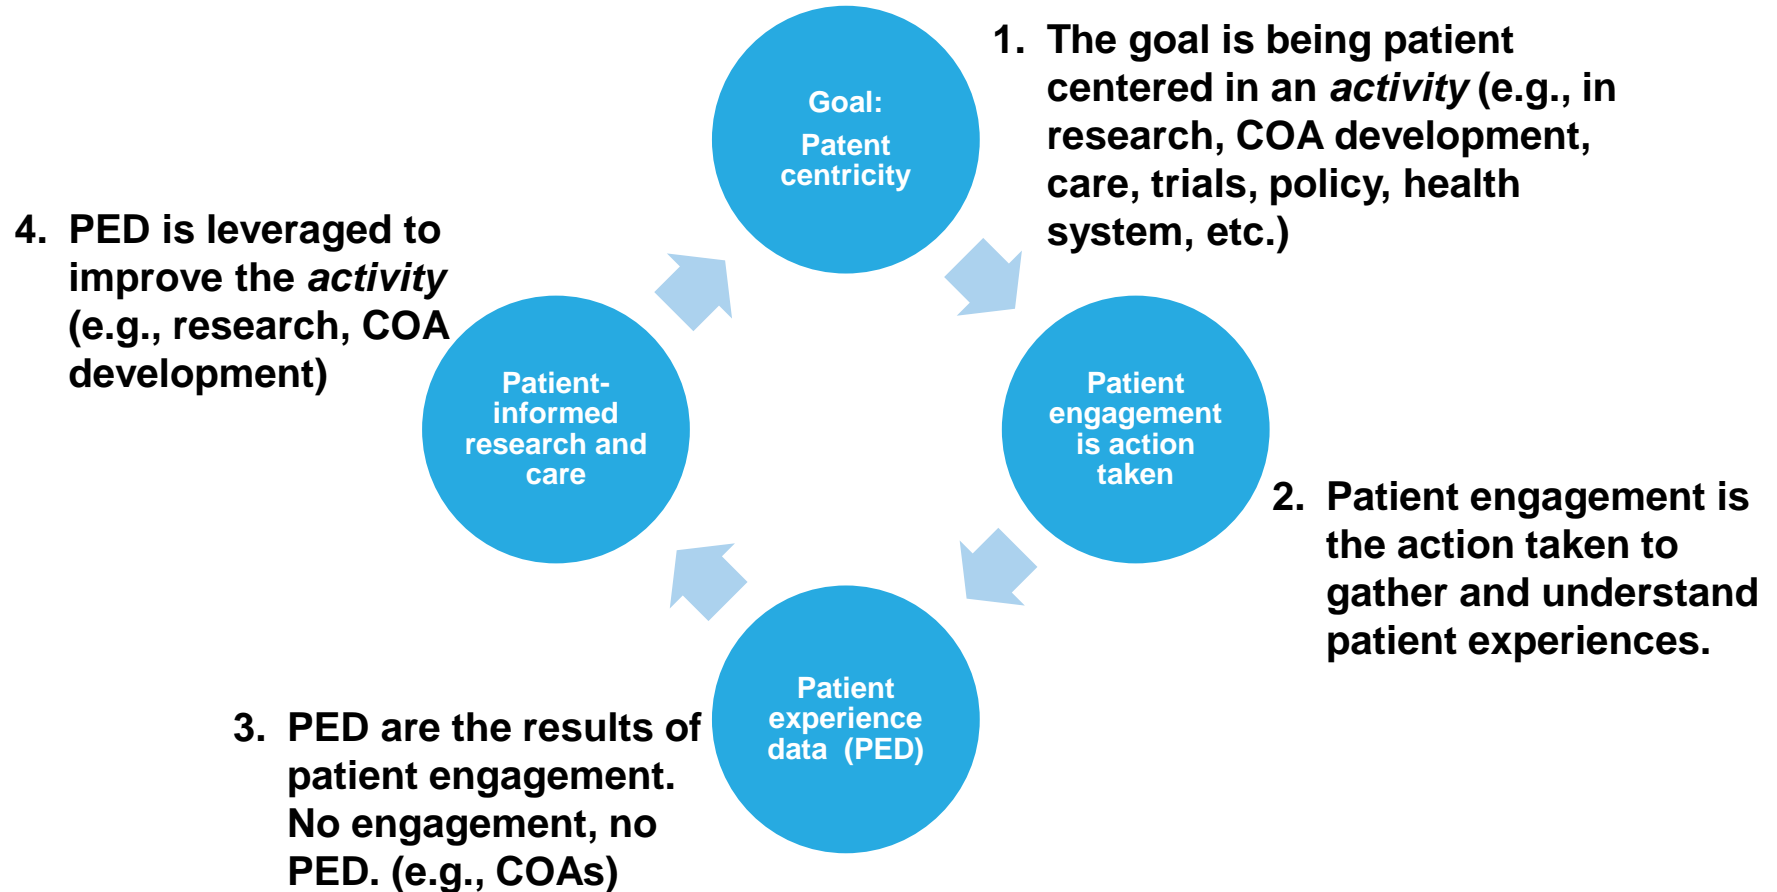 Goal:
Patent
centricity
1. The goal is being patient
centered in an activity (e.g., in
research, COA development,
care, trials, policy, health
system, etc.)
Patient
engagement
is action
taken
2. Patient engagement is
the action taken to
gather and understand
patient experiences.
Patient
experience
data (PED)
3. PED are the results of
patient engagement.
No engagement, no
PED. (e.g., COAs)
Patient-
informed
research and
care
4. PED is leveraged to
improve the activity
(e.g., research, COA
development)